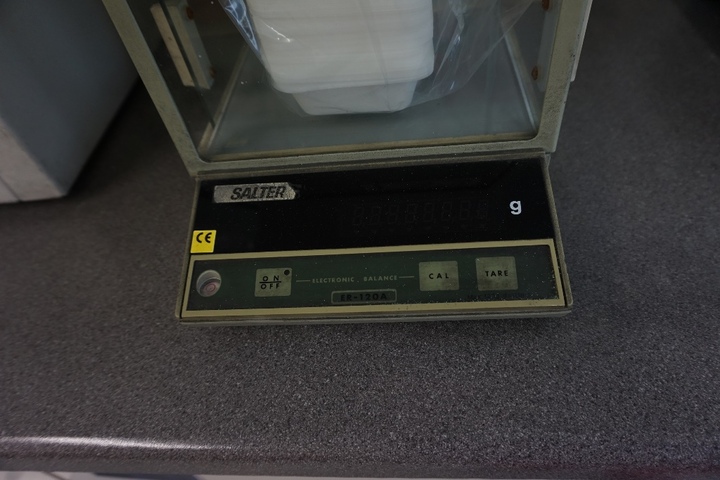 SALTER
g
CE
ON
OFF
ELECTRONIC BALANCE
CAL
TARE
ER-120A